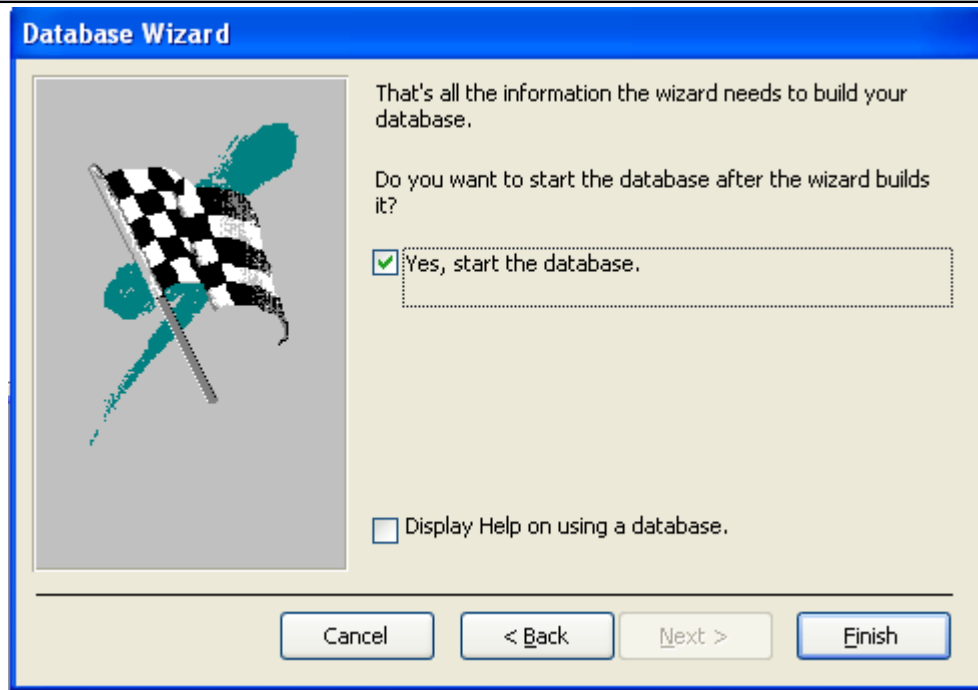 Database Wizard
That's all the information the wizard needs to build your
database.
Do you want to start the database after the wizard builds
it?
Yes, start the database.
Display Help on using a database.
Cancel
< Back
Next >
Finish